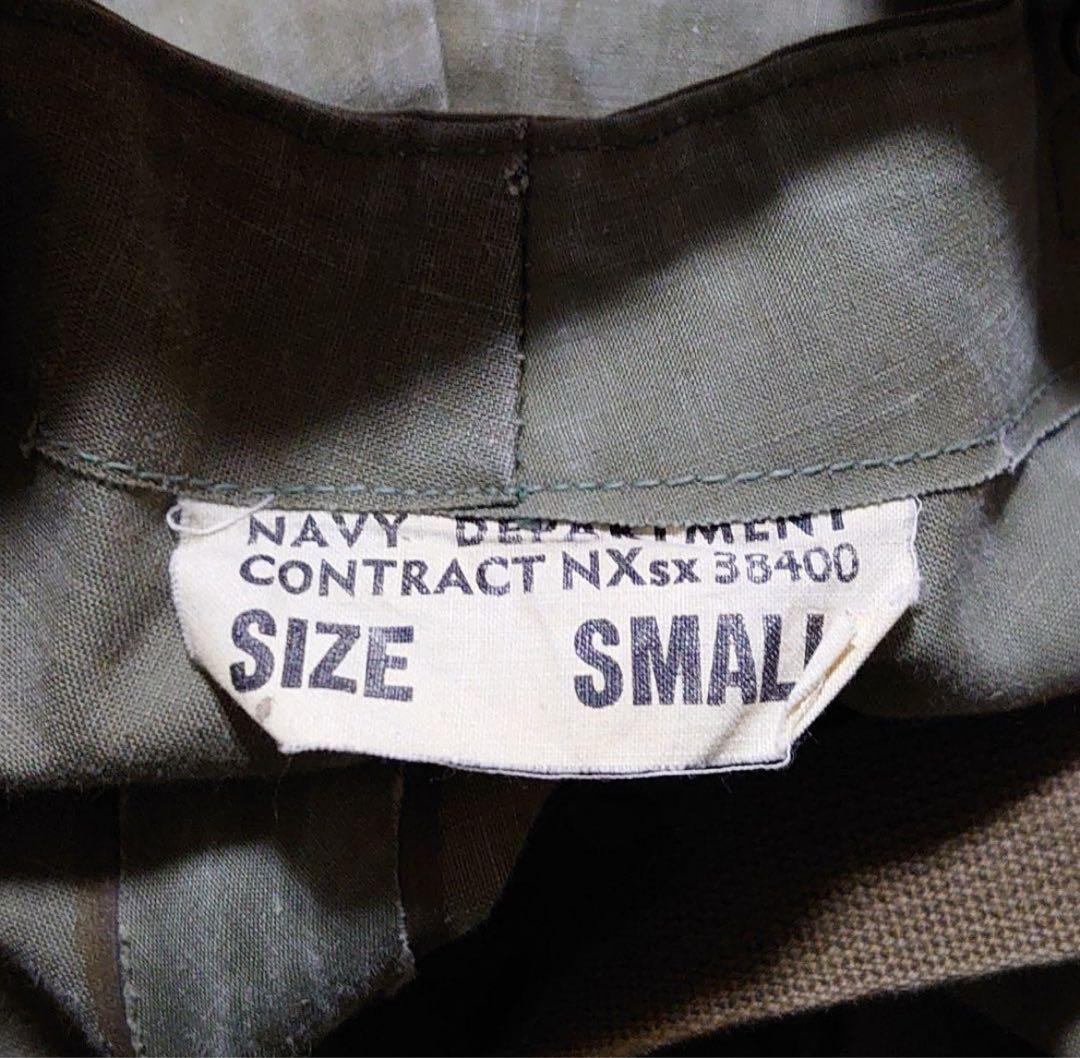 NAVY DEPARTMENT
CONTRACT NXsx 38400
SIZE SMALL